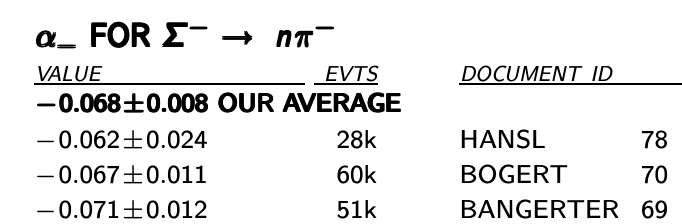 α− FOR Σ− → nπ−
VALUE EVTS DOCUMENT ID
−0.068±0.008 OUR AVERAGE
−0.062±0.024 28k HANSL 78
−0.067±0.011 60k BOGERT 70
−0.071±0.012 51k BANGERTER 69